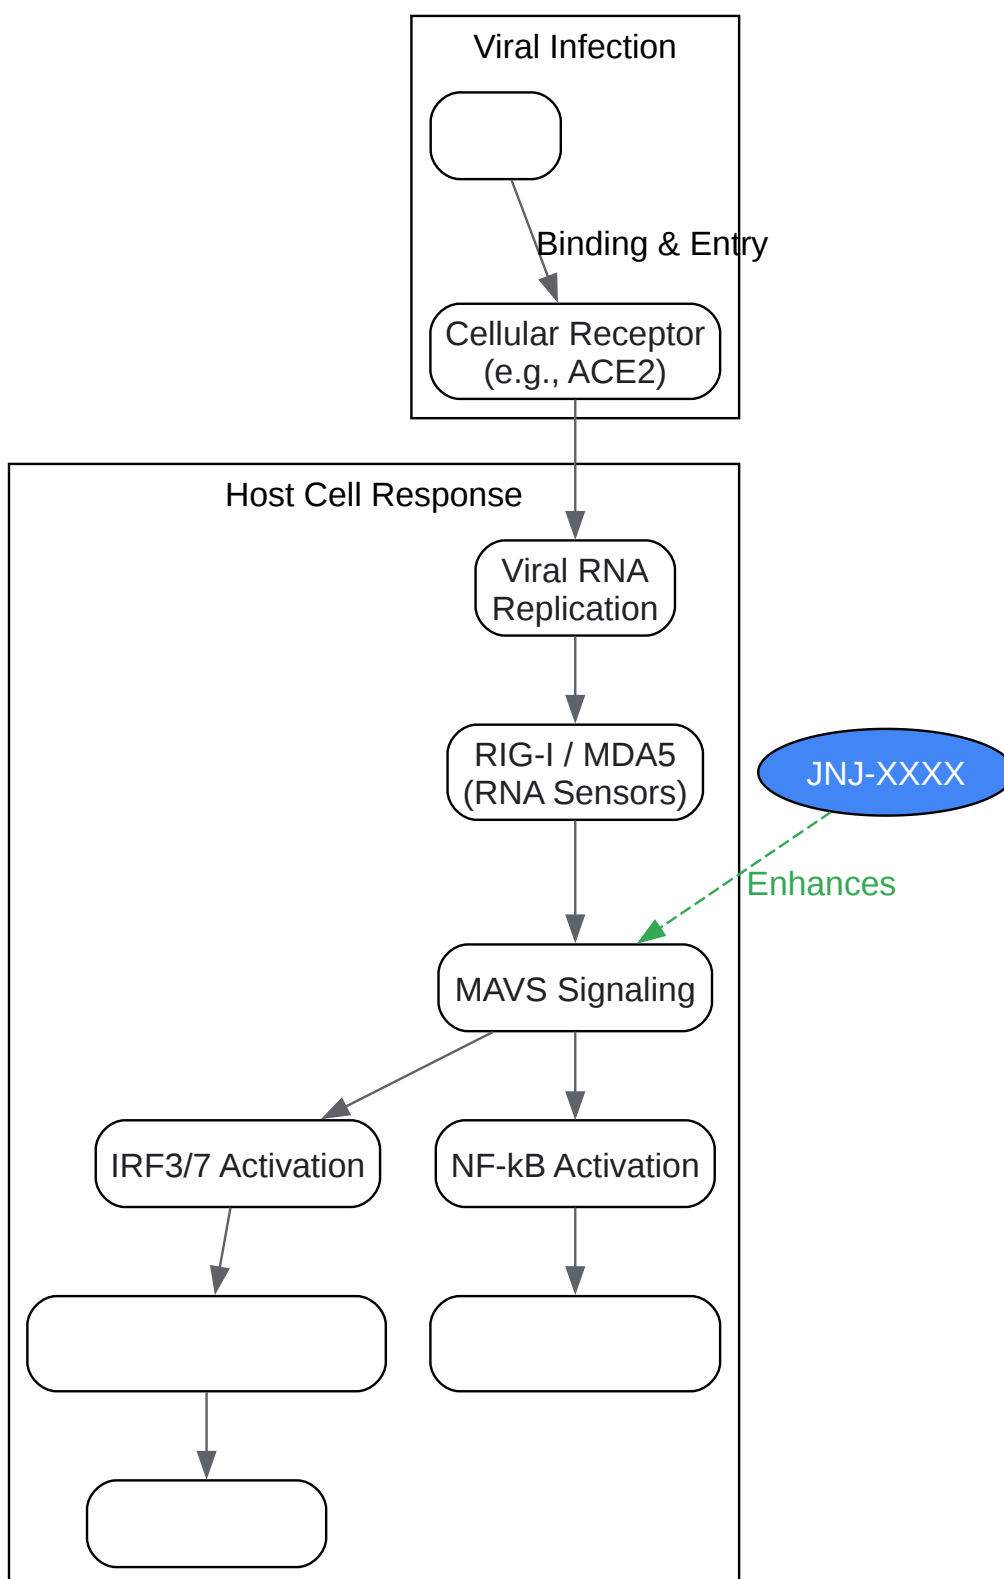 Viral Infection
Binding & Entry
Cellular Receptor
(e.g., ACE2)
Host Cell Response
Viral RNA
Replication
RIG-I / MDA5
(RNA Sensors)
JNJ-XXXX
Enhances
MAVS Signaling
IRF3/7 Activation
NF-kB Activation